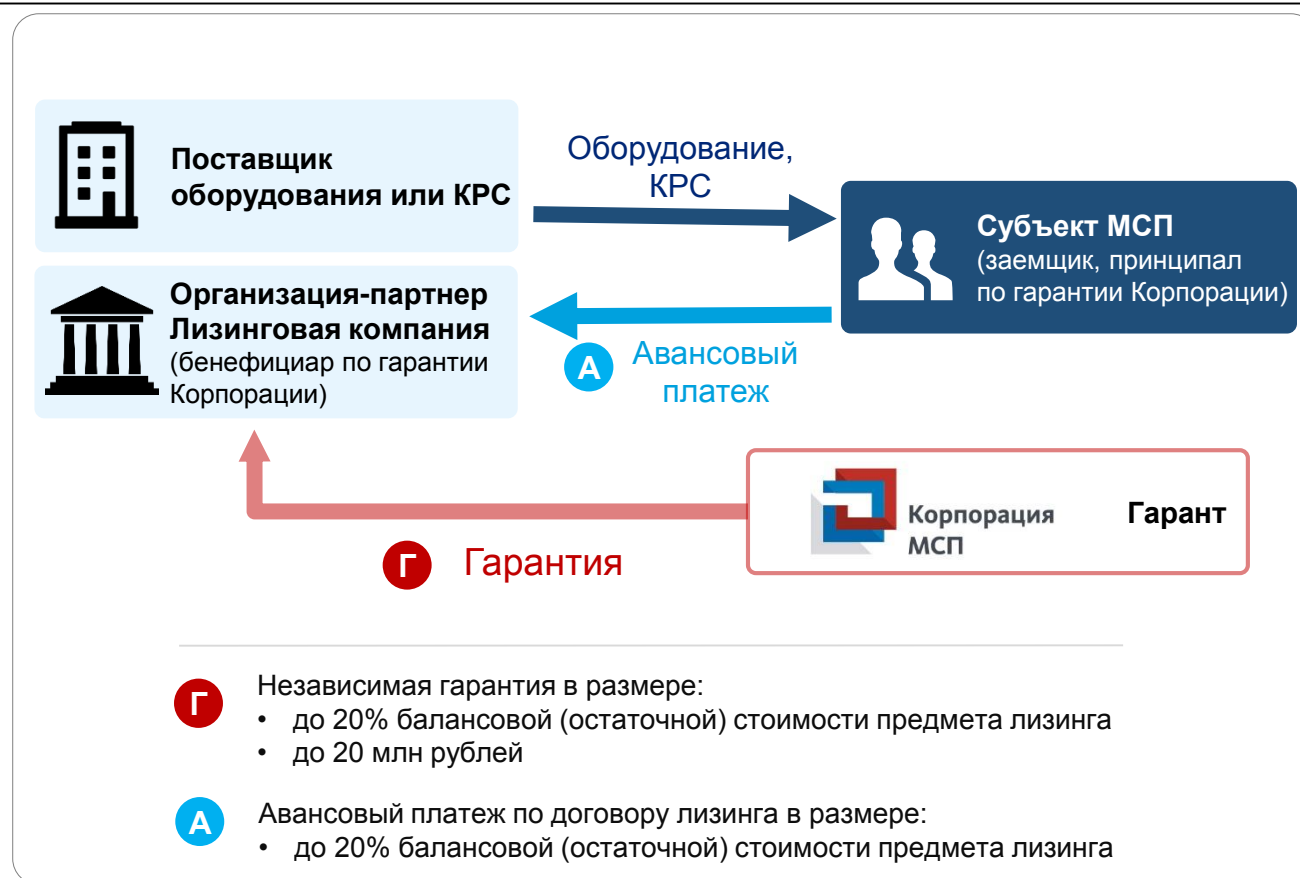 Поставщик
оборудования или КРС
Оборудование,
КРС
Субъект МСП
(заемщик, принципал
по гарантии Корпорации)
Организация-партнер
Лизинговая компания
(бенефициар по гарантии
Корпорации)
А
Авансовый
платеж
Корпорация
МСП
Гарант
Г
Гарантия
Г
Независимая гарантия в размере:
• до 20% балансовой (остаточной) стоимости предмета лизинга
• до 20 млн рублей
А
Авансовый платеж по договору лизинга в размере:
• до 20% балансовой (остаточной) стоимости предмета лизинга